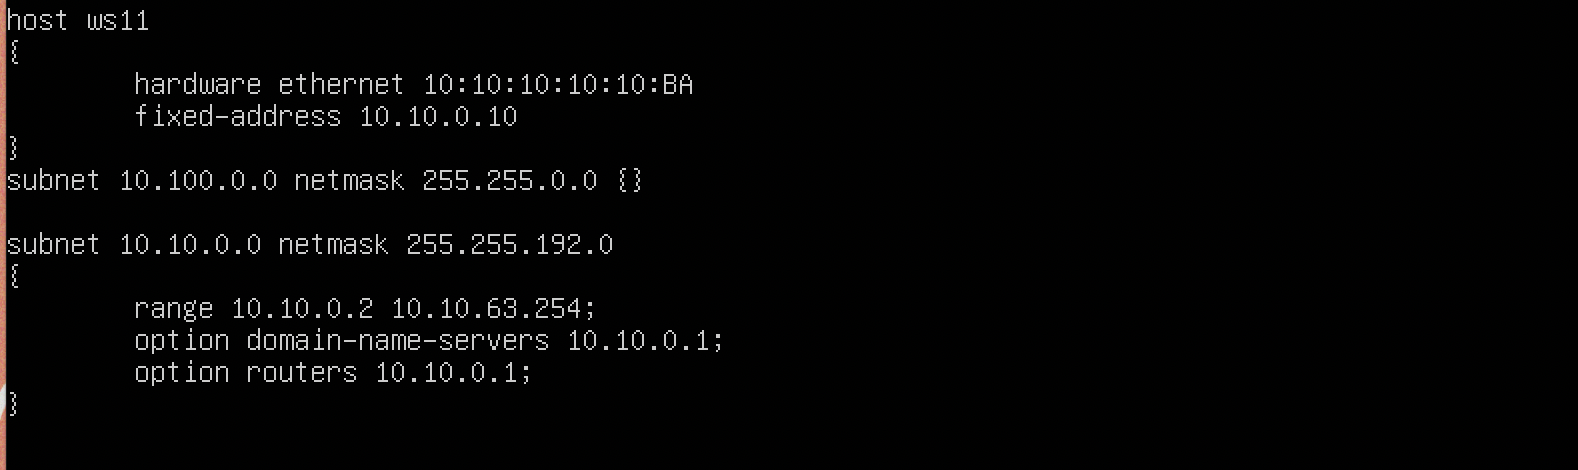 host ws11
{
        hardware ethernet 10:10:10:10:10:BA
        fixed-address 10.10.0.10
}
subnet 10.100.0.0 netmask 255.255.0.0 {}

subnet 10.10.0.0 netmask 255.255.192.0
{
        range 10.10.0.2 10.10.63.254;
        option domain-name-servers 10.10.0.1;
        option routers 10.10.0.1;
}